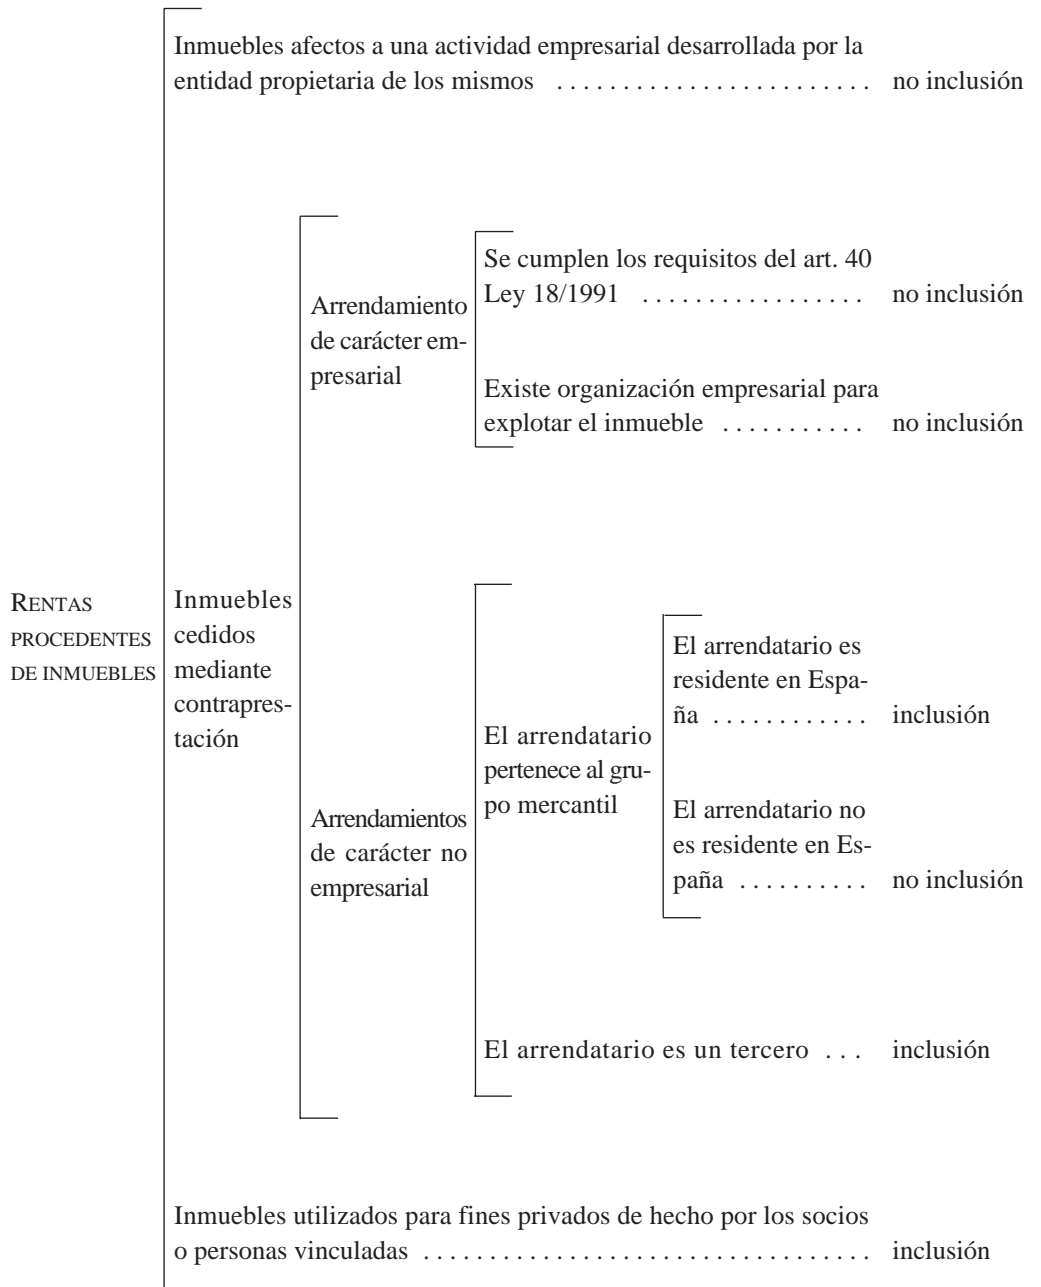 Inmuebles afectos a una actividad empresarial desarrollada por la
entidad propietaria de los mismos . . . . . . . . . . . . . . . . . . . . . . . . no inclusión
Se cumplen los requisitos del art. 40
Ley 18/1991 . . . . . . . . . . . . . . . . . no inclusión
Arrendamiento
de carácter em-
presarial
Existe organización empresarial para
explotar el inmueble . . . . . . . . . . . no inclusión
RENTAS
PROCEDENTES
DE INMUEBLES
Inmuebles
cedidos
mediante
contrapres-
tación
El arrendatario es
residente en Espa-
ña . . . . . . . . . . . . inclusión
El arrendatario
pertenece al gru-
po mercantil
El arrendatario no
es residente en Es-
paña . . . . . . . . . . no inclusión
Arrendamientos
de carácter no
empresarial
El arrendatario es un tercero . . . inclusión
Inmuebles utilizados para fines privados de hecho por los socios
o personas vinculadas . . . . . . . . . . . . . . . . . . . . . . . . . . . . . . . . . . inclusión